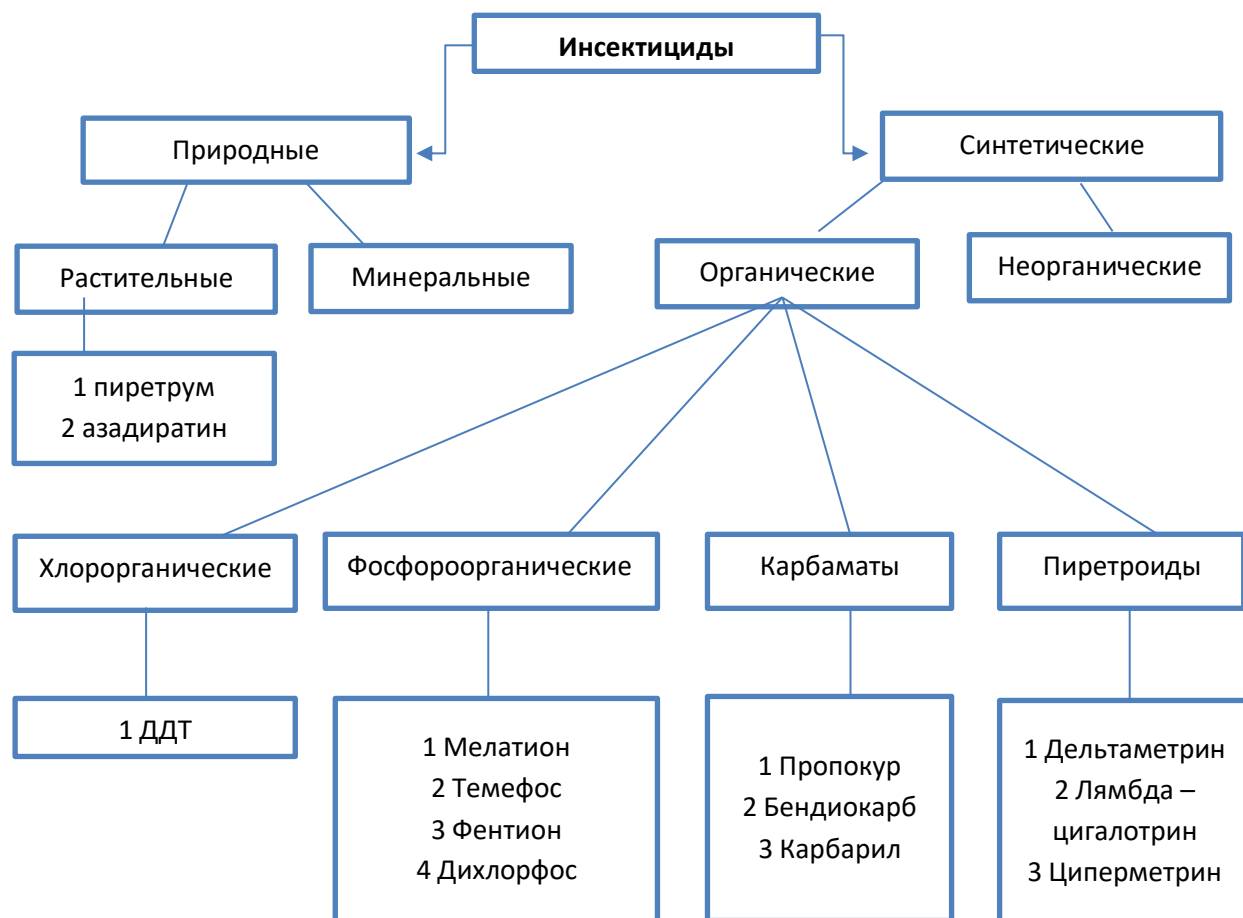 Инсектициды
Природные
Синтетические
Растительные
Минеральные
Органические
Неорганические
1 пиретрум
2 азадиратин
Хлорорганические
Фосфороорганические
Карбаматы
Пиретроиды
1 ДДТ
1 Мелатион
2 Темефос
3 Фентион
4 Дихлорфос
1 Пропокур
2 Бендиокарб
3 Карбарил
1 Дельтаметрин
2 Лямбда –
цигалотрин
3 Циперметрин